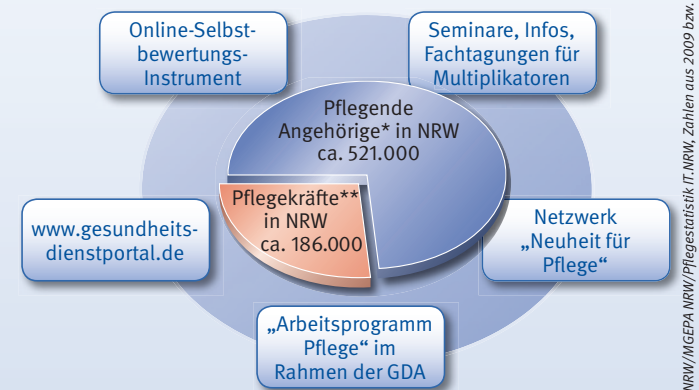 Online-Selbst-
bewertungs-
Instrument
Seminare, Infos,
Fachtagungen für
Multiplikatoren
Pflegende
Angehörige* in NRW
ca. 521.000
Pflegekräfte**
in NRW
ca. 186.000
www.gesundheits-
dienstportal.de
Netzwerk
„Neuheit für
Pflege“
„Arbeitsprogramm
Pflege“ im
Rahmen der GDA
NRW/MGEPA NRW/Pflegestatistik IT.NRW, Zahlen aus 2009 bzw.